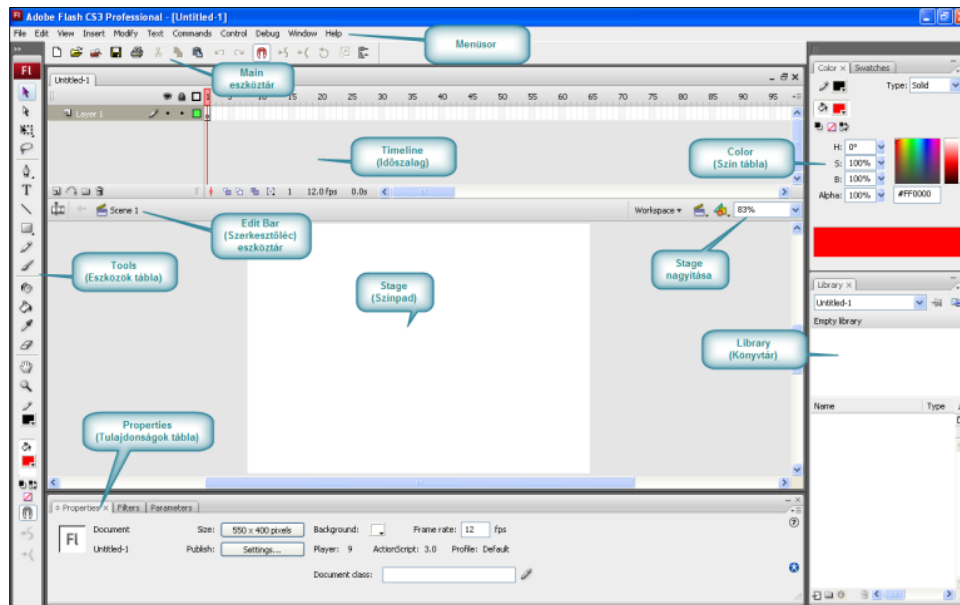 Adobe Flash CS3 Professional - [Untitled-1]
File Edit View Insert Modify Text Commands Control Debug Window Help
Menüsor
Main
eszköztár
Fl
Untitled-1
1 5 10 15 20 25 30 35 40 45 50 55 60 65 70 75 80 85 90 95
Layer 1
Timeline
(Időszalag)
1 12.0 fps 0.0s
Scene 1
Workspace
83%
Edit Bar
(Szerkesztőléc)
eszköztár
Tools
(Eszközök tábla)
Stage
(Színpad)
Stage
nagyítása
Properties
(Tulajdonságok tábla)
Color Swatches
Type: Solid
H: 0°
S: 100%
B: 100%
Alpha: 100% #FF0000
Color
(Szín tábla)
Library
Untitled-1
Empty library
Library
(Könyvtár)
Name Type
Properties Filters Parameters
Fl
Document Size: 550 x 400 pixels Background: Frame rate: 12 fps
Untitled-1 Publish: Settings... Player: 9 ActionScript: 3.0 Profile: Default
Document class: